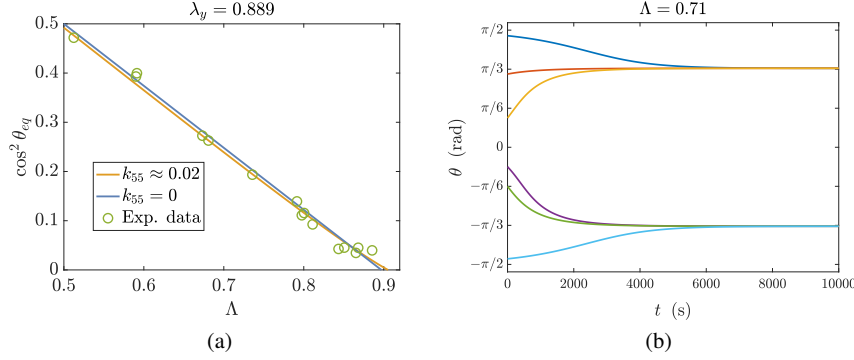 λ_y = 0.889
0.5
0.4
0.3
0.2
0.1
0
cos² θ_eq
k₅₅ ≈ 0.02
k₅₅ = 0
Exp. data
0.5 0.6 0.7 0.8 0.9
Λ
(a)
Λ = 0.71
π/2
π/3
π/6
0
−π/6
−π/3
−π/2
θ (rad)
0 2000 4000 6000 8000 10000
t (s)
(b)